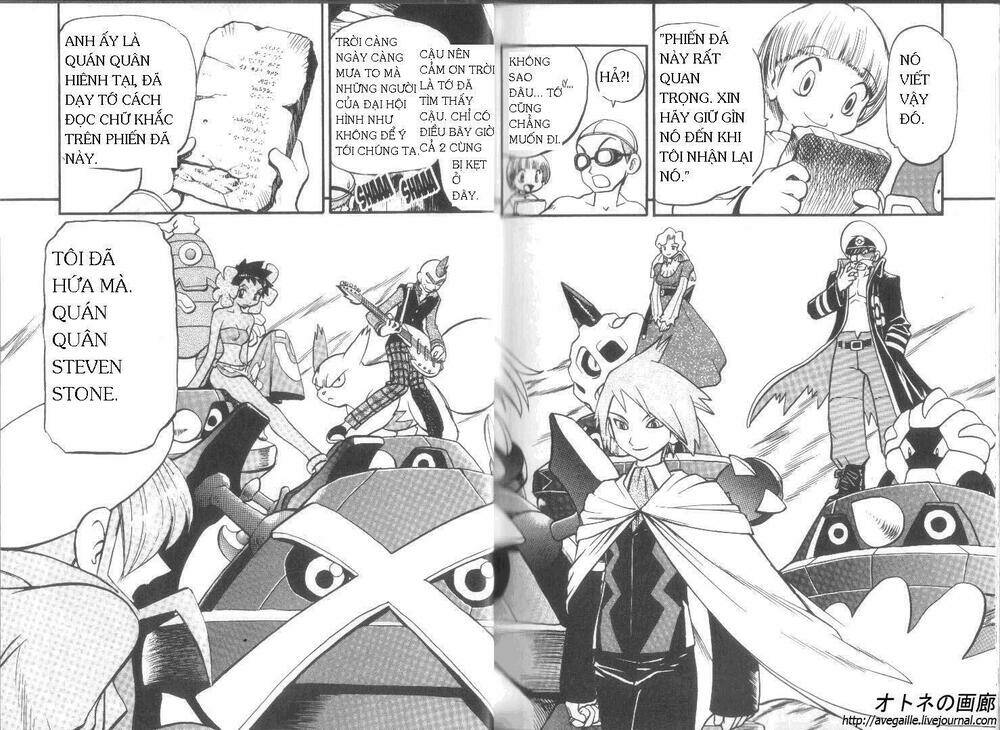 NÓ
VIẾT
VẬY
ĐÓ.
"PHIẾN ĐÁ
NÀY RẤT
QUAN
TRỌNG. XIN
HÃY GIỮ GÌN
NÓ ĐẾN KHI
TÔI NHẬN LẠI
NÓ."
HẢ?!
KHÔNG
SAO
ĐÂU... TỚ
CŨNG
CHẲNG
MUỐN ĐI.
CẬU NÊN
CẢM ƠN TRỜI
LÀ TỚ ĐÃ
TÌM THẤY
CẬU. CHỈ CÓ
ĐIỀU BÂY GIỜ
CẢ 2 CÙNG
BỊ KẸT
Ở
ĐÂY.
TRỜI CÀNG
NGÀY CÀNG
MƯA TO MÀ
NHỮNG NGƯỜI
CỦA ĐẠI HỘI
HÌNH NHƯ
KHÔNG ĐỂ Ý
TỚI CHÚNG TA.
SHAAA
SHAAA
ANH ẤY LÀ
QUÁN QUÂN
HIÊNH TẠI, ĐÃ
DẠY TỚ CÁCH
ĐỌC CHỮ KHẮC
TRÊN PHIẾN ĐÁ
NÀY.
TÔI ĐÃ
HỨA MÀ.
QUÁN
QUÂN
STEVEN
STONE.
オトネの画廊
http://avegaille.livejournal.com/